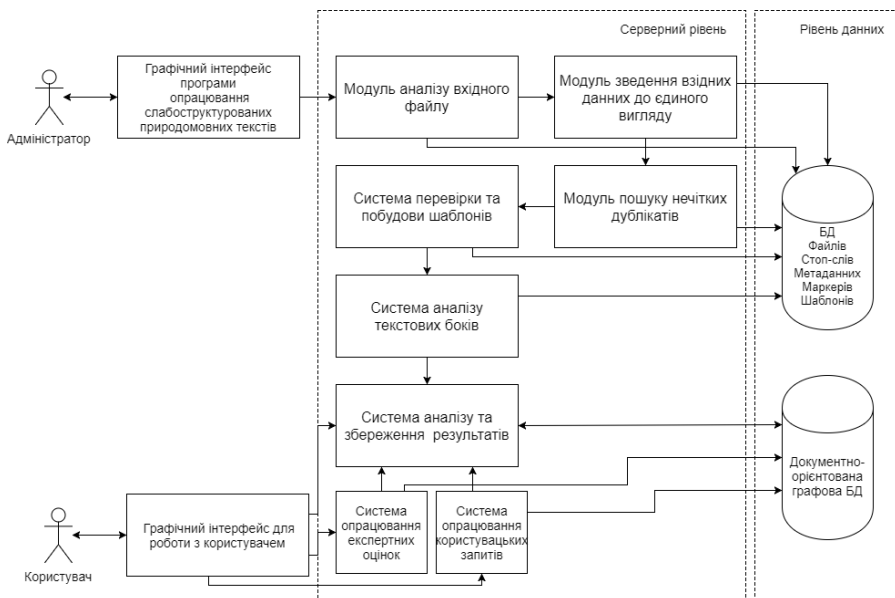 Серверний рівень
Рівень данних
Графічний інтерфейс
програми
опрацювання
слабоструктурованих
природомовних текстів
Адміністратор
Модуль аналізу вхідного
файлу
Модуль зведення взідних
данних до єдиного
вигляду
Система перевірки та
побудови шаблонів
Модуль пошуку нечітких
дублікатів
БД
Файлів
Стоп-слів
Метаданних
Маркерів
Шаблонів
Система аналізу
текстових боків
Система аналізу та
збереження результатів
Документно-
орієнтована
графова БД
Графічний інтерфейс для
роботи з користувачем
Користувач
Система
опрацювання
експертних
оцінок
Система
опрацювання
користувацьких
запитів